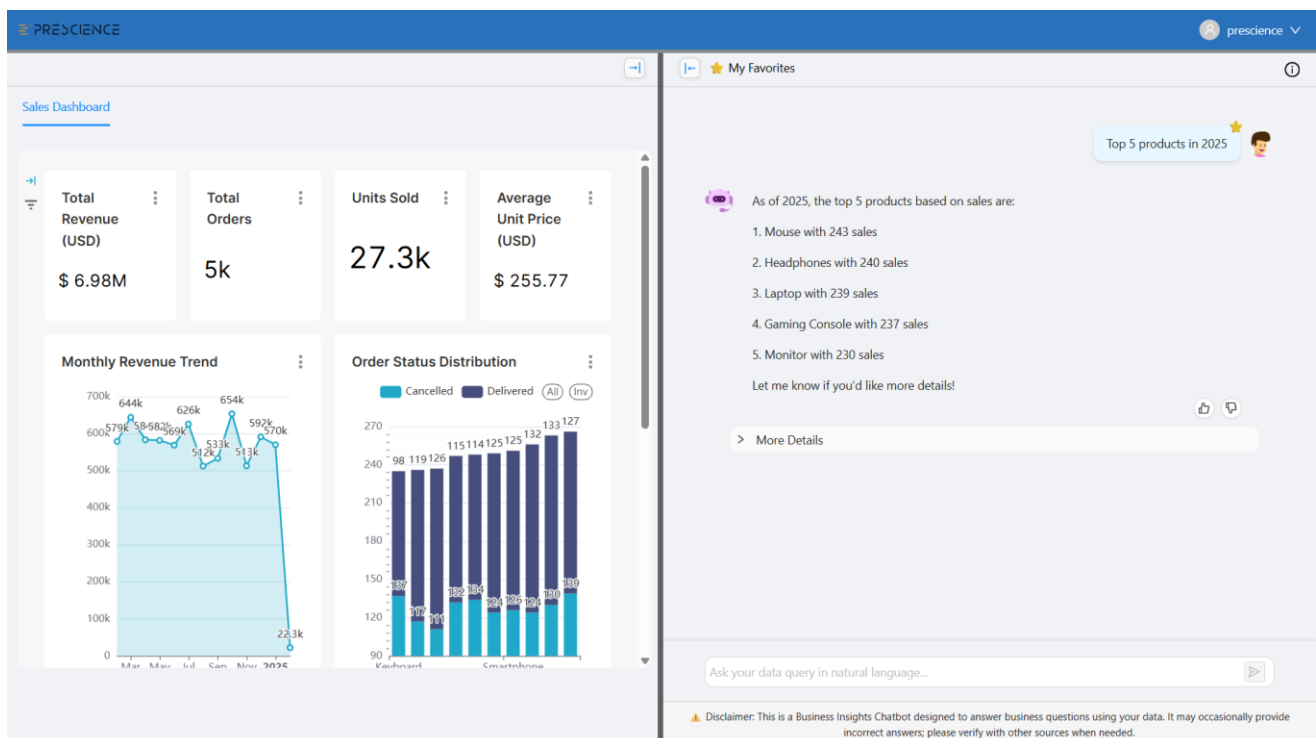 PRESCIENCE
prescience
My Favorites
Sales Dashboard
Total
Revenue
(USD)
$ 6.98M
Total
Orders
5k
Units Sold
27.3k
Average
Unit Price
(USD)
$ 255.77
Monthly Revenue Trend
700k
600k
500k
400k
300k
200k
100k
0
579k
644k
582k
569k
626k
512k
533k
654k
513k
592k
570k
22.3k
Mar May Jul Sep Nov 2025
Order Status Distribution
Cancelled Delivered All Inv
270
240
210
180
150
120
90
98 119 126 115 114 125 125 132 133 127
137 117 111 132 134 124 126 124 130 139
Keyboard Smartphone
Top 5 products in 2025
As of 2025, the top 5 products based on sales are:
1. Mouse with 243 sales
2. Headphones with 240 sales
3. Laptop with 239 sales
4. Gaming Console with 237 sales
5. Monitor with 230 sales
Let me know if you'd like more details!
More Details
Ask your data query in natural language...
Disclaimer: This is a Business Insights Chatbot designed to answer business questions using your data. It may occasionally provide
incorrect answers; please verify with other sources when needed.